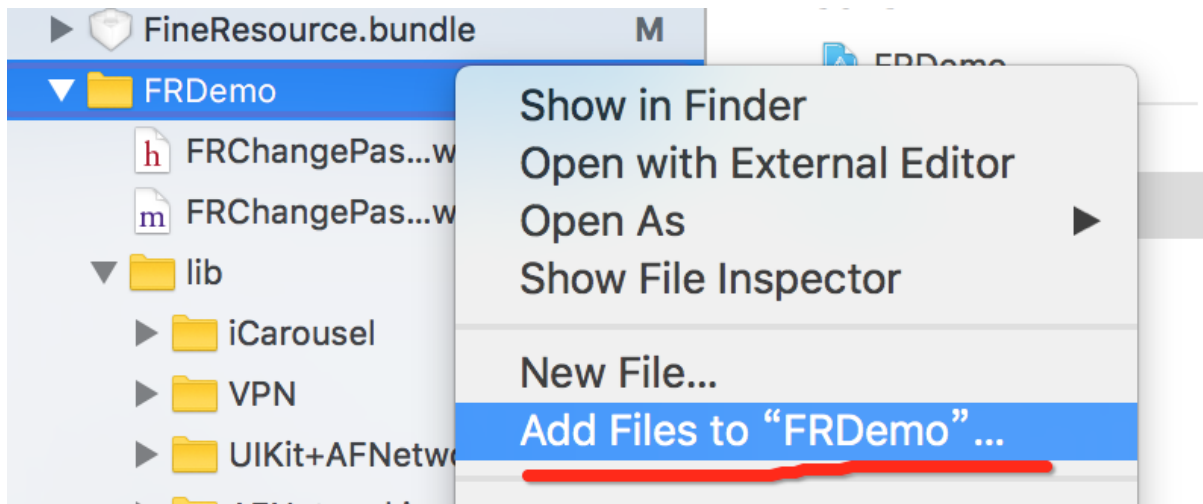 FineResource.bundle M
FRDemo
FRDemo
h FRChangePas...w
m FRChangePas...w
lib
iCarousel
VPN
UIKit+AFNetw
Show in Finder
Open with External Editor
Open As
Show File Inspector
New File...
Add Files to “FRDemo”...